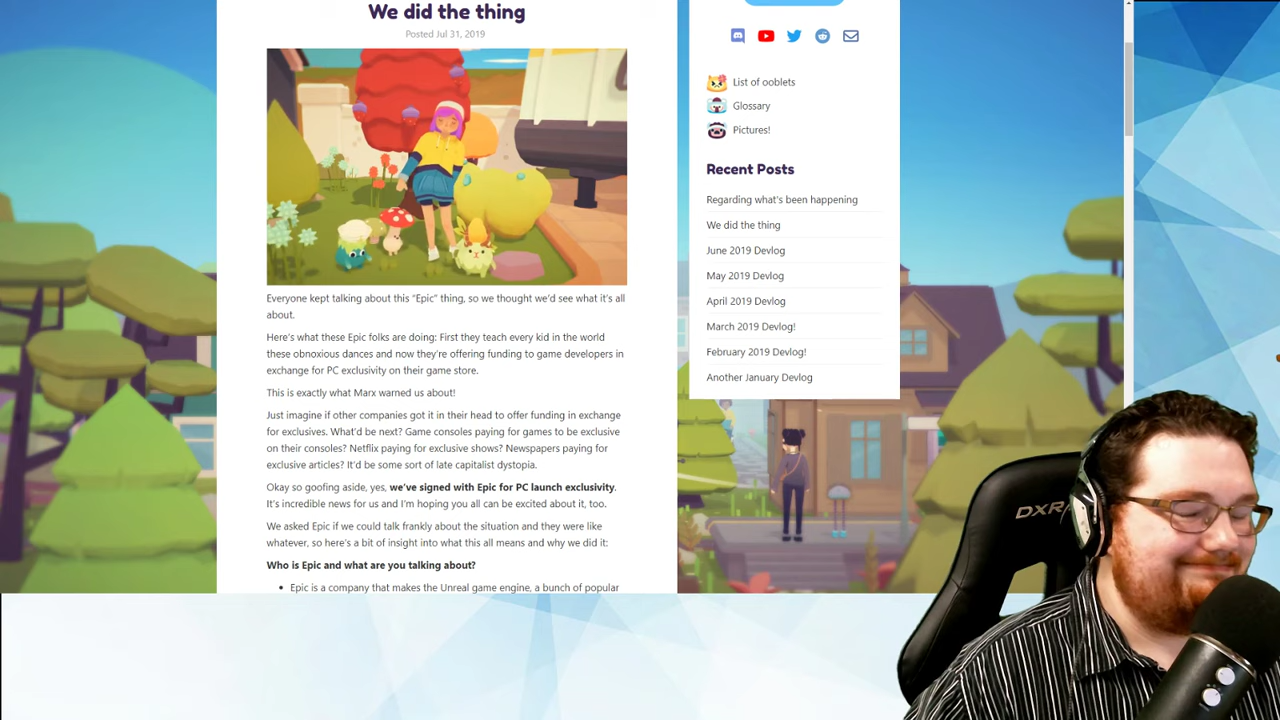 We did the thing
Posted Jul 31, 2019
Everyone kept talking about this “Epic” thing, so we thought we’d see what it’s all
about.
Here’s what these Epic folks are doing: First they teach every kid in the world
these obnoxious dances and now they’re offering funding to game developers in
exchange for PC exclusivity on their game store.
This is exactly what Marx warned us about!
Just imagine if other companies got it in their head to offer funding in exchange
for exclusives. What’d be next? Game consoles paying for games to be exclusive
on their consoles? Netflix paying for exclusive shows? Newspapers paying for
exclusive articles? It’d be some sort of late capitalist dystopia.
Okay so goofing aside, yes, we’ve signed with Epic for PC launch exclusivity.
It’s incredible news for us and I’m hoping you all can be excited about it, too.
We asked Epic if we could talk frankly about the situation and they were like
whatever, so here’s a bit of insight into what this all means and why we did it:
Who is Epic and what are you talking about?
• Epic is a company that makes the Unreal game engine, a bunch of popular
List of ooblets
Glossary
Pictures!
Recent Posts
Regarding what's been happening
We did the thing
June 2019 Devlog
May 2019 Devlog
April 2019 Devlog
March 2019 Devlog!
February 2019 Devlog!
Another January Devlog
DXR